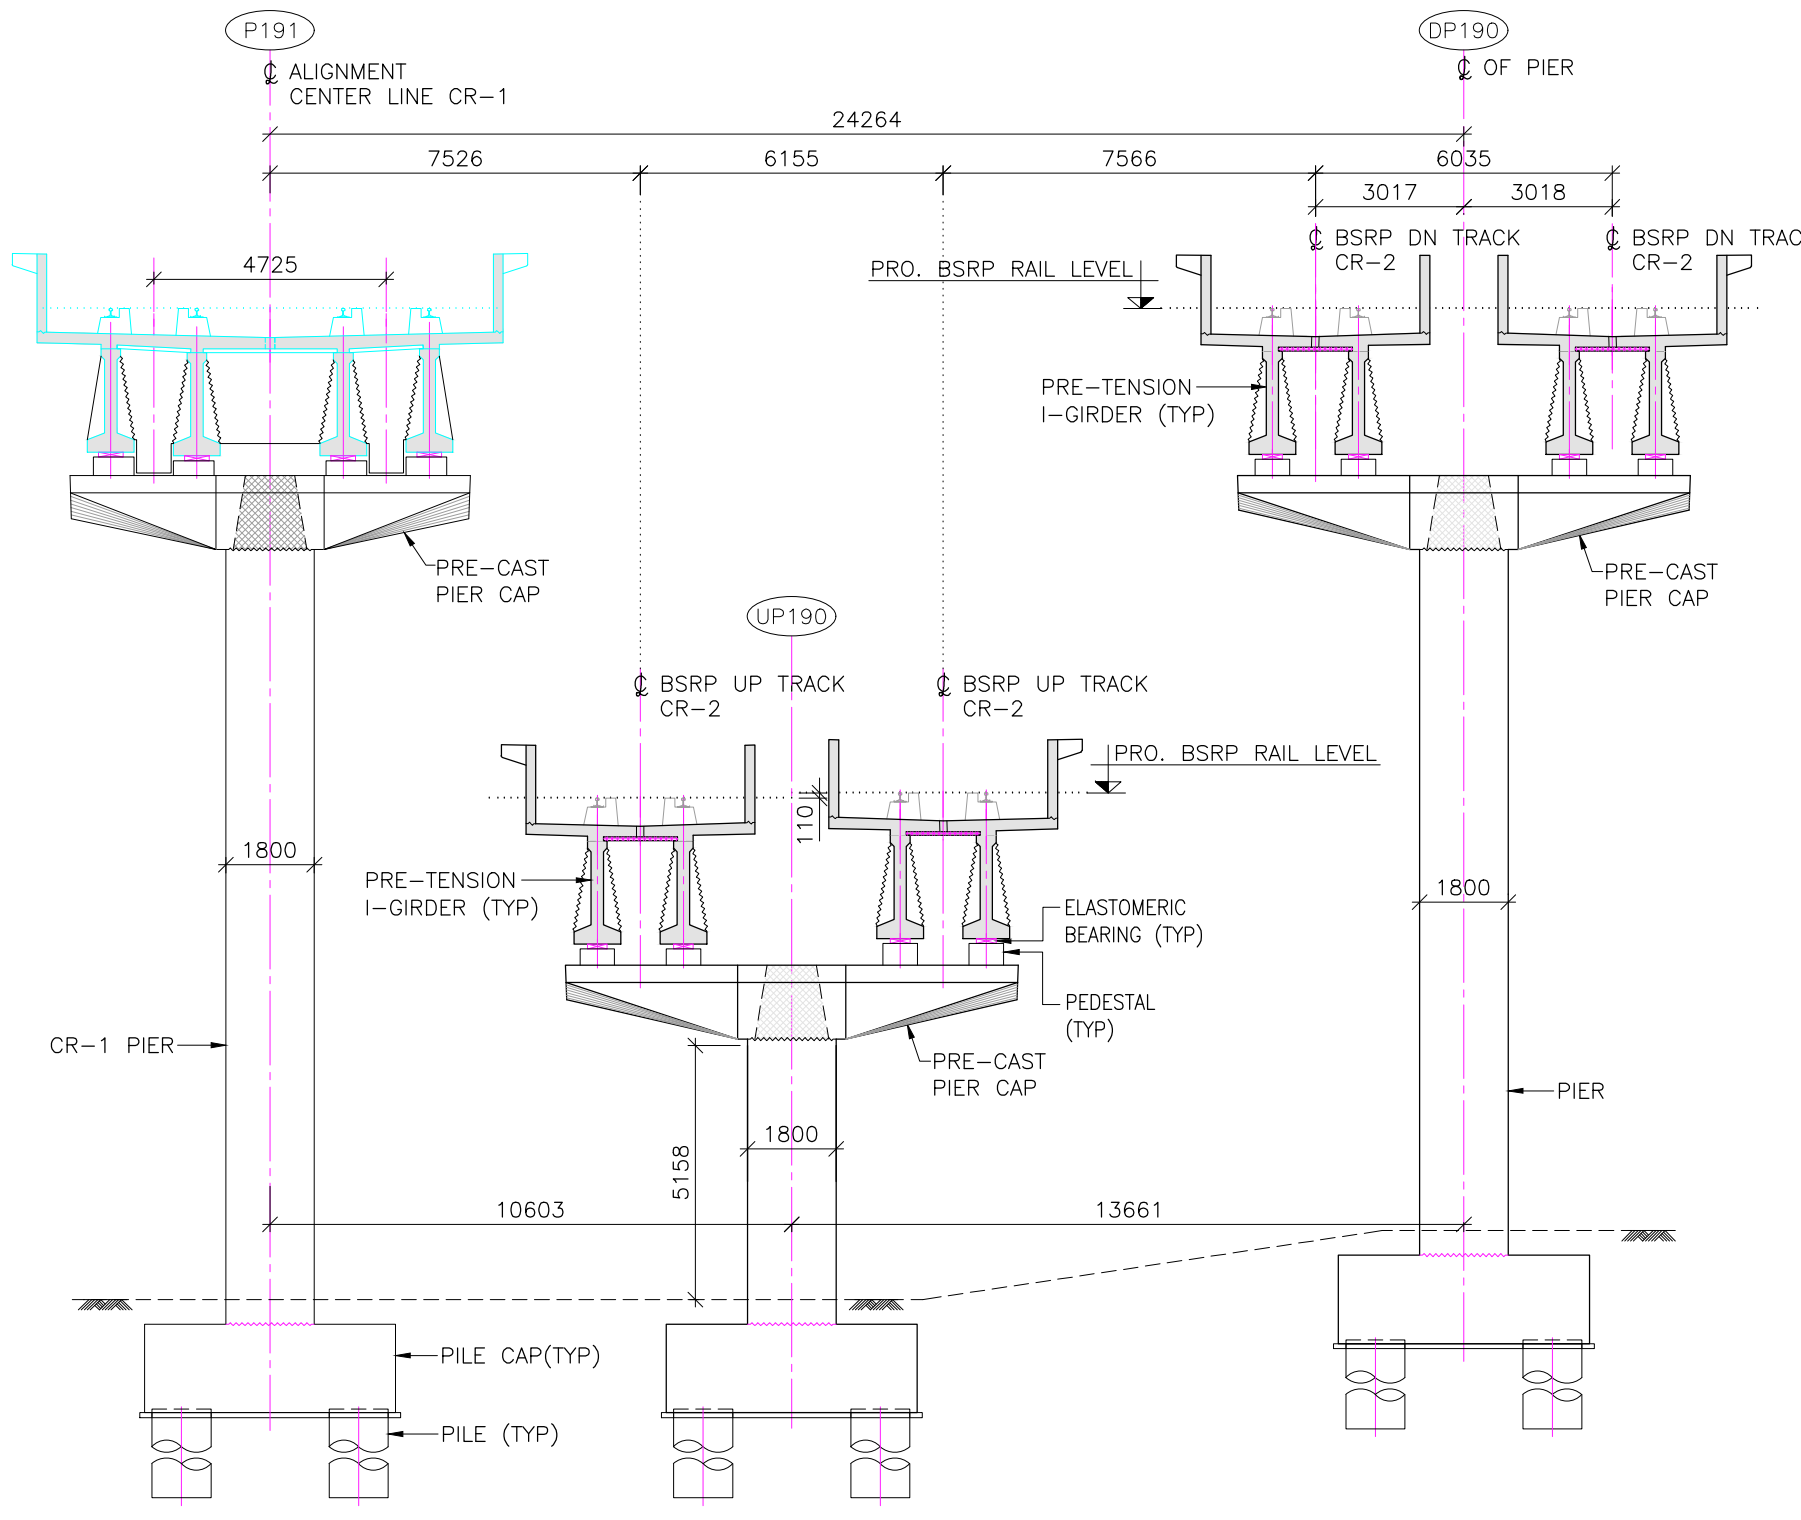 P191
DP190
℄ ALIGNMENT
CENTER LINE CR-1
℄ OF PIER
24264
7526
6155
7566
6035
3017
3018
℄ BSRP DN TRACK
CR-2
℄ BSRP DN TRAC
CR-2
4725
PRO. BSRP RAIL LEVEL
PRE-TENSION
I-GIRDER (TYP)
PRE-CAST
PIER CAP
PRE-CAST
PIER CAP
UP190
℄ BSRP UP TRACK
CR-2
℄ BSRP UP TRACK
CR-2
PRO. BSRP RAIL LEVEL
110
1800
PRE-TENSION
I-GIRDER (TYP)
1800
ELASTOMERIC
BEARING (TYP)
PEDESTAL
(TYP)
CR-1 PIER
PRE-CAST
PIER CAP
PIER
1800
5158
10603
13661
PILE CAP(TYP)
PILE (TYP)